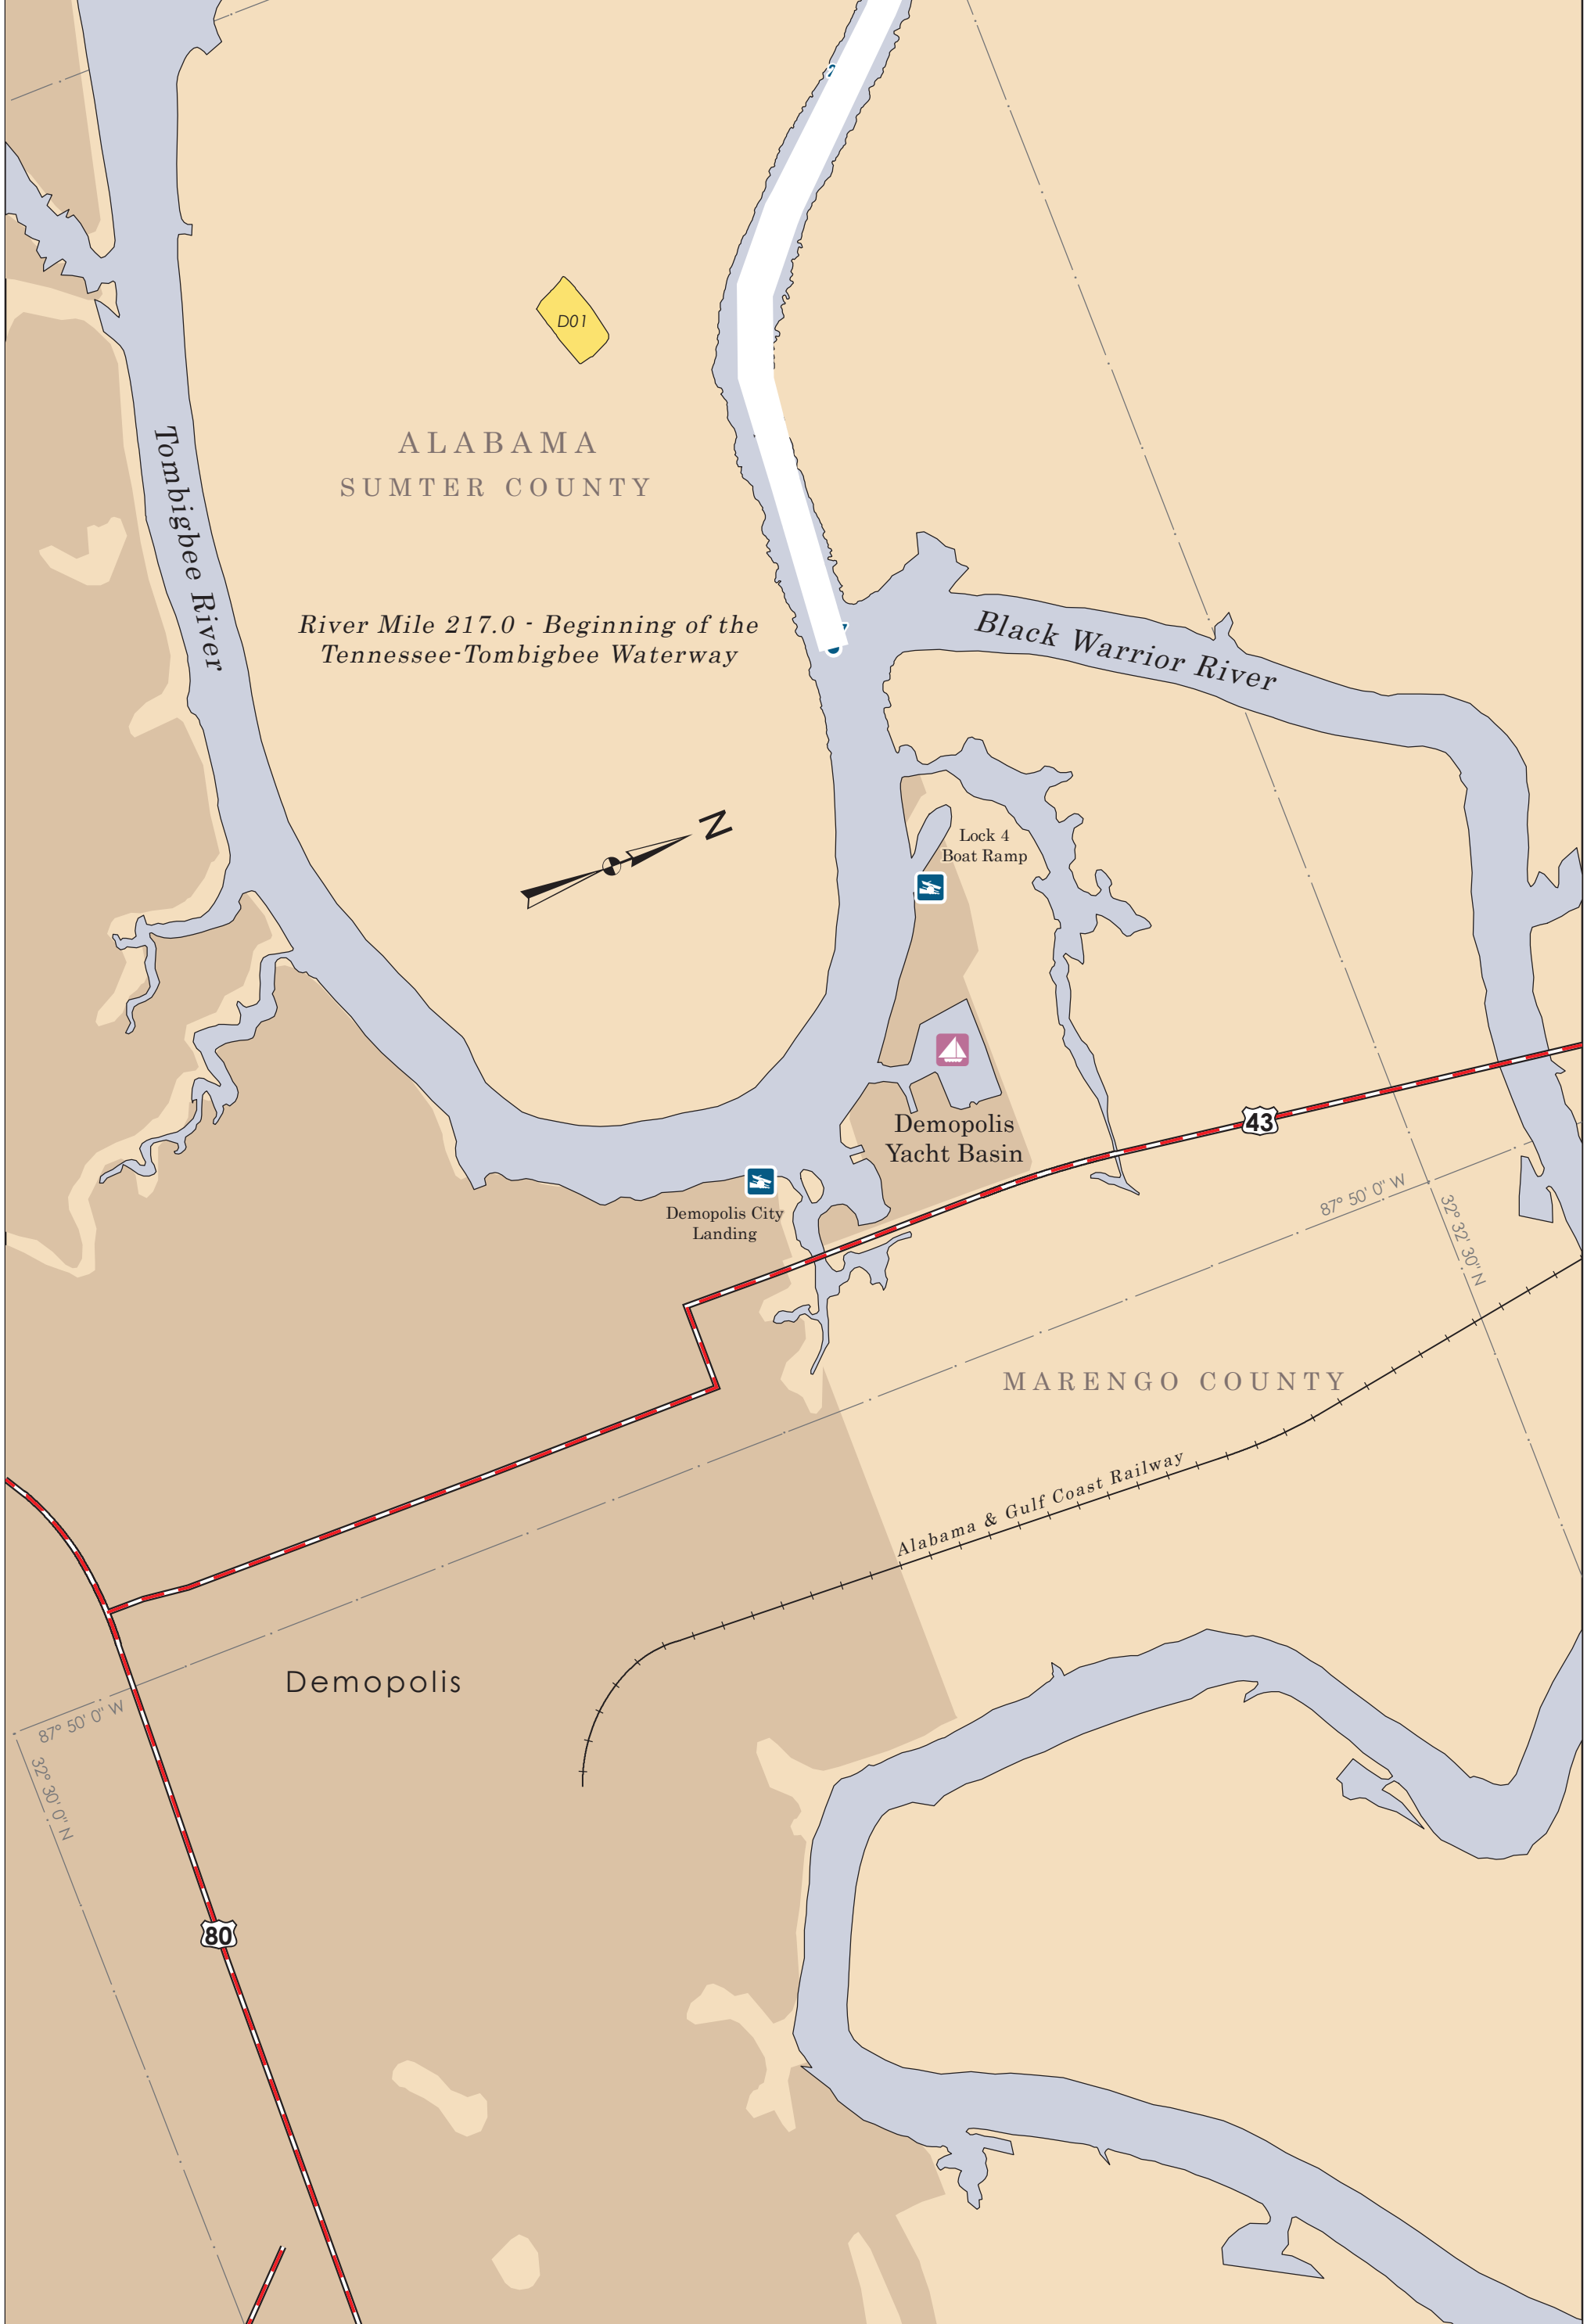 D01
ALABAMA
SUMTER COUNTY
Tombigbee River
River Mile 217.0 - Beginning of the
Tennessee-Tombigbee Waterway
Black Warrior River
N
Lock 4
Boat Ramp
Demopolis
Yacht Basin
43
Demopolis City
Landing
87° 50' 0" W
32° 32' 30" N
MARENGO COUNTY
Alabama & Gulf Coast Railway
Demopolis
87° 50' 0" W
32° 30' 0" N
80